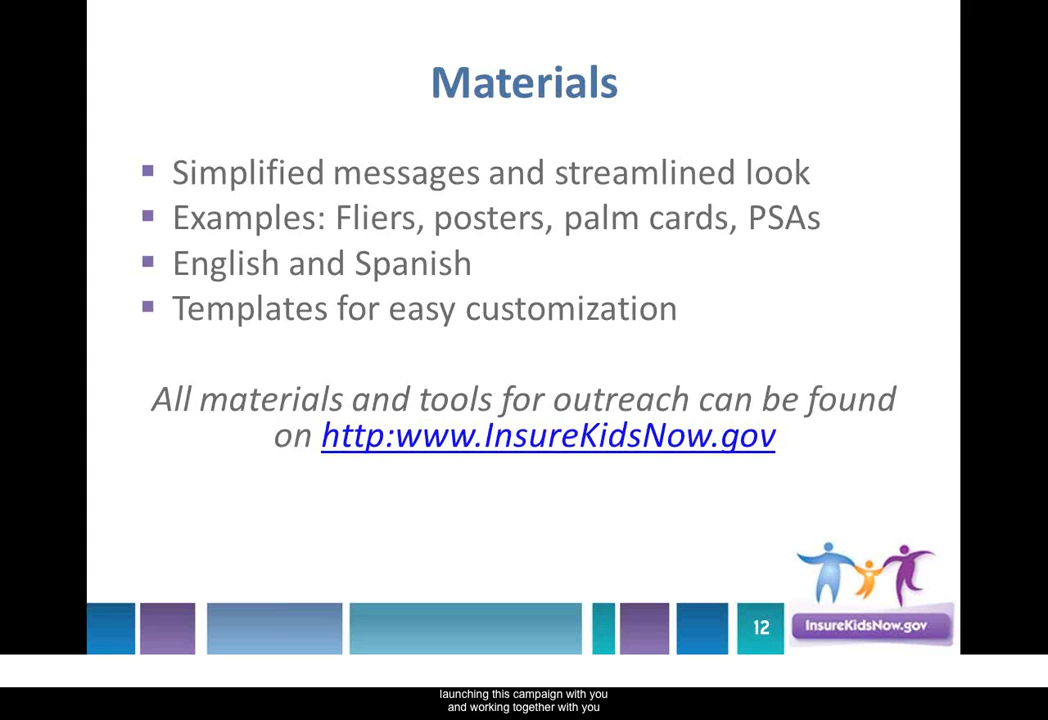 Materials
▪ Simplified messages and streamlined look
▪ Examples: Fliers, posters, palm cards, PSAs
▪ English and Spanish
▪ Templates for easy customization
All materials and tools for outreach can be found
on http:www.InsureKidsNow.gov
12
InsureKidsNow.gov
launching this campaign with you
and working together with you